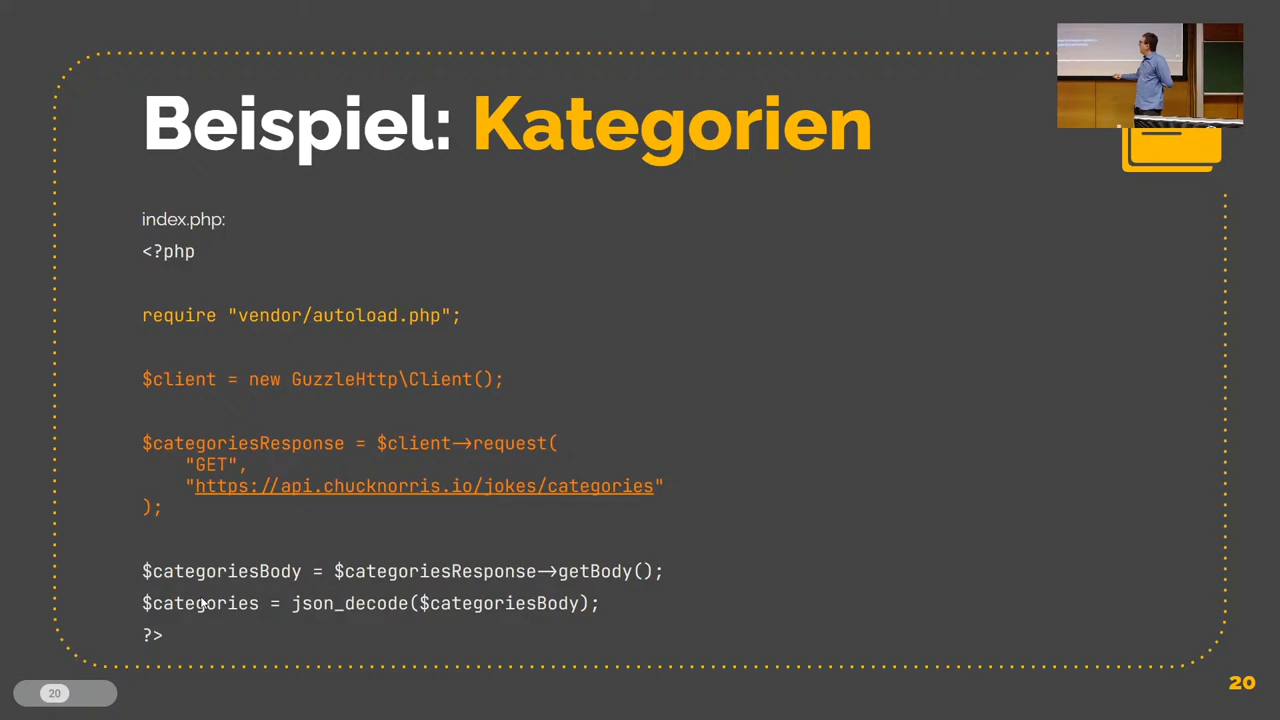 Beispiel: Kategorien
index.php:
<?php
require "vendor/autoload.php";
$client = new GuzzleHttp\Client();
$categoriesResponse = $client->request(
"GET",
"https://api.chucknorris.io/jokes/categories"
);
$categoriesBody = $categoriesResponse->getBody();
$categories = json_decode($categoriesBody);
?>
20
20